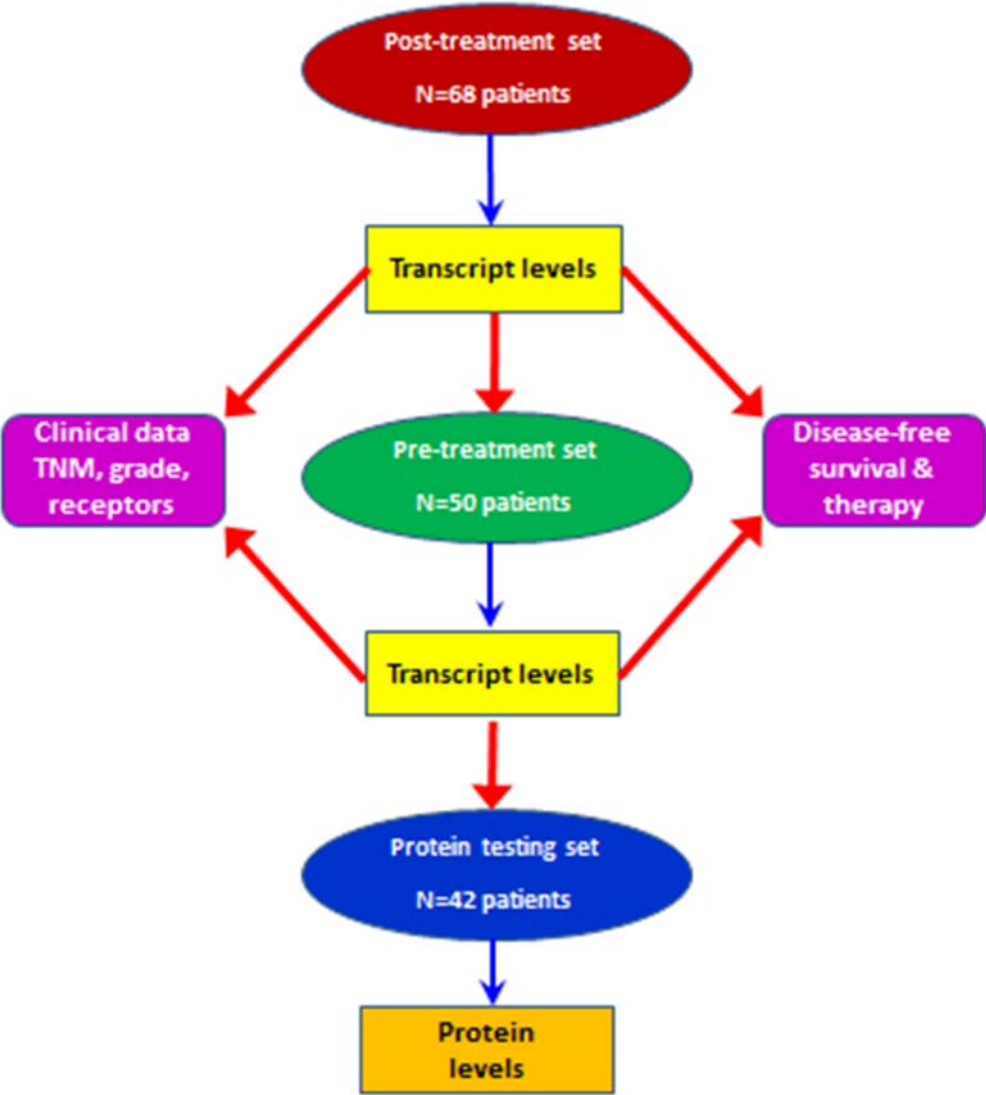 Post-treatment set
N=68 patients
Transcript levels
Clinical data
TNM, grade,
receptors
Pre-treatment set
N=50 patients
Disease-free
survival &
therapy
Transcript levels
Protein testing set
N=42 patients
Protein
levels